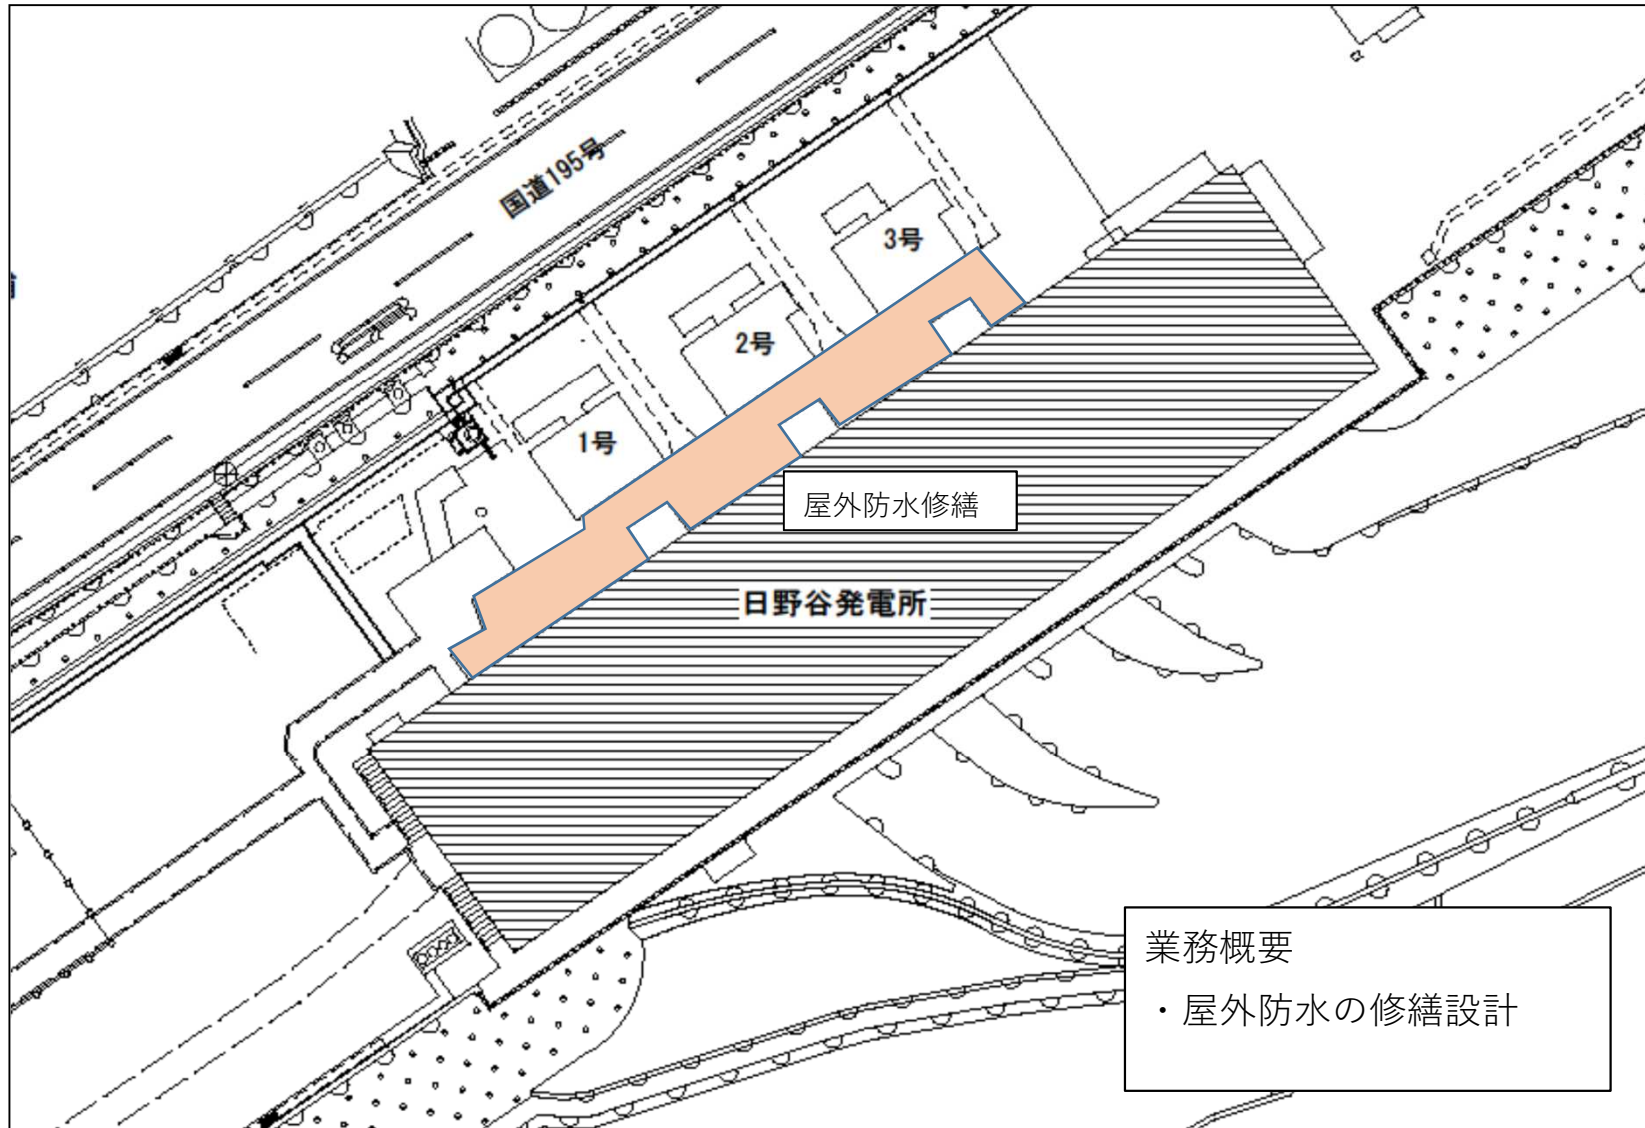 国道195号
3号
2号
1号
屋外防水修繕
日野谷発電所
業務概要
・屋外防水の修繕設計